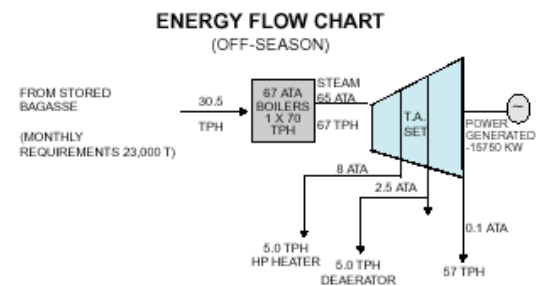 ENERGY FLOW CHART
(OFF-SEASON)
FROM STORED
BAGASSE
(MONTHLY
REQUIREMENTS 23,000 T)
30.5
TPH
67 ATA
BOILERS
1 X 70
TPH
STEAM
65 ATA
67 TPH
T.A.
SET
~
POWER
GENERATED
-15750 KW
8 ATA
2.5 ATA
0.1 ATA
5.0 TPH
HP HEATER
5.0 TPH
DEAERATOR
57 TPH